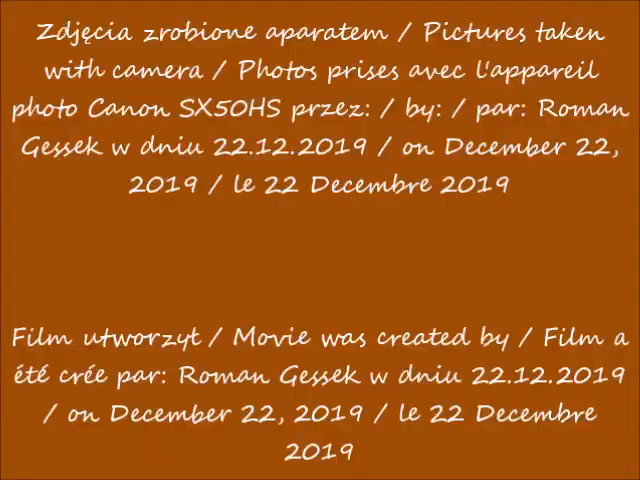 Zdjęcia zrobione aparatem / Pictures taken
with camera / Photos prises avec l'appareil
photo Canon SX50HS przez: / by: / par: Roman
Gessek w dniu 22.12.2019 / on December 22,
2019 / le 22 Decembre 2019
Film utworzył / Movie was created by / Film a
été crée par: Roman Gessek w dniu 22.12.2019
/ on December 22, 2019 / le 22 Decembre
2019